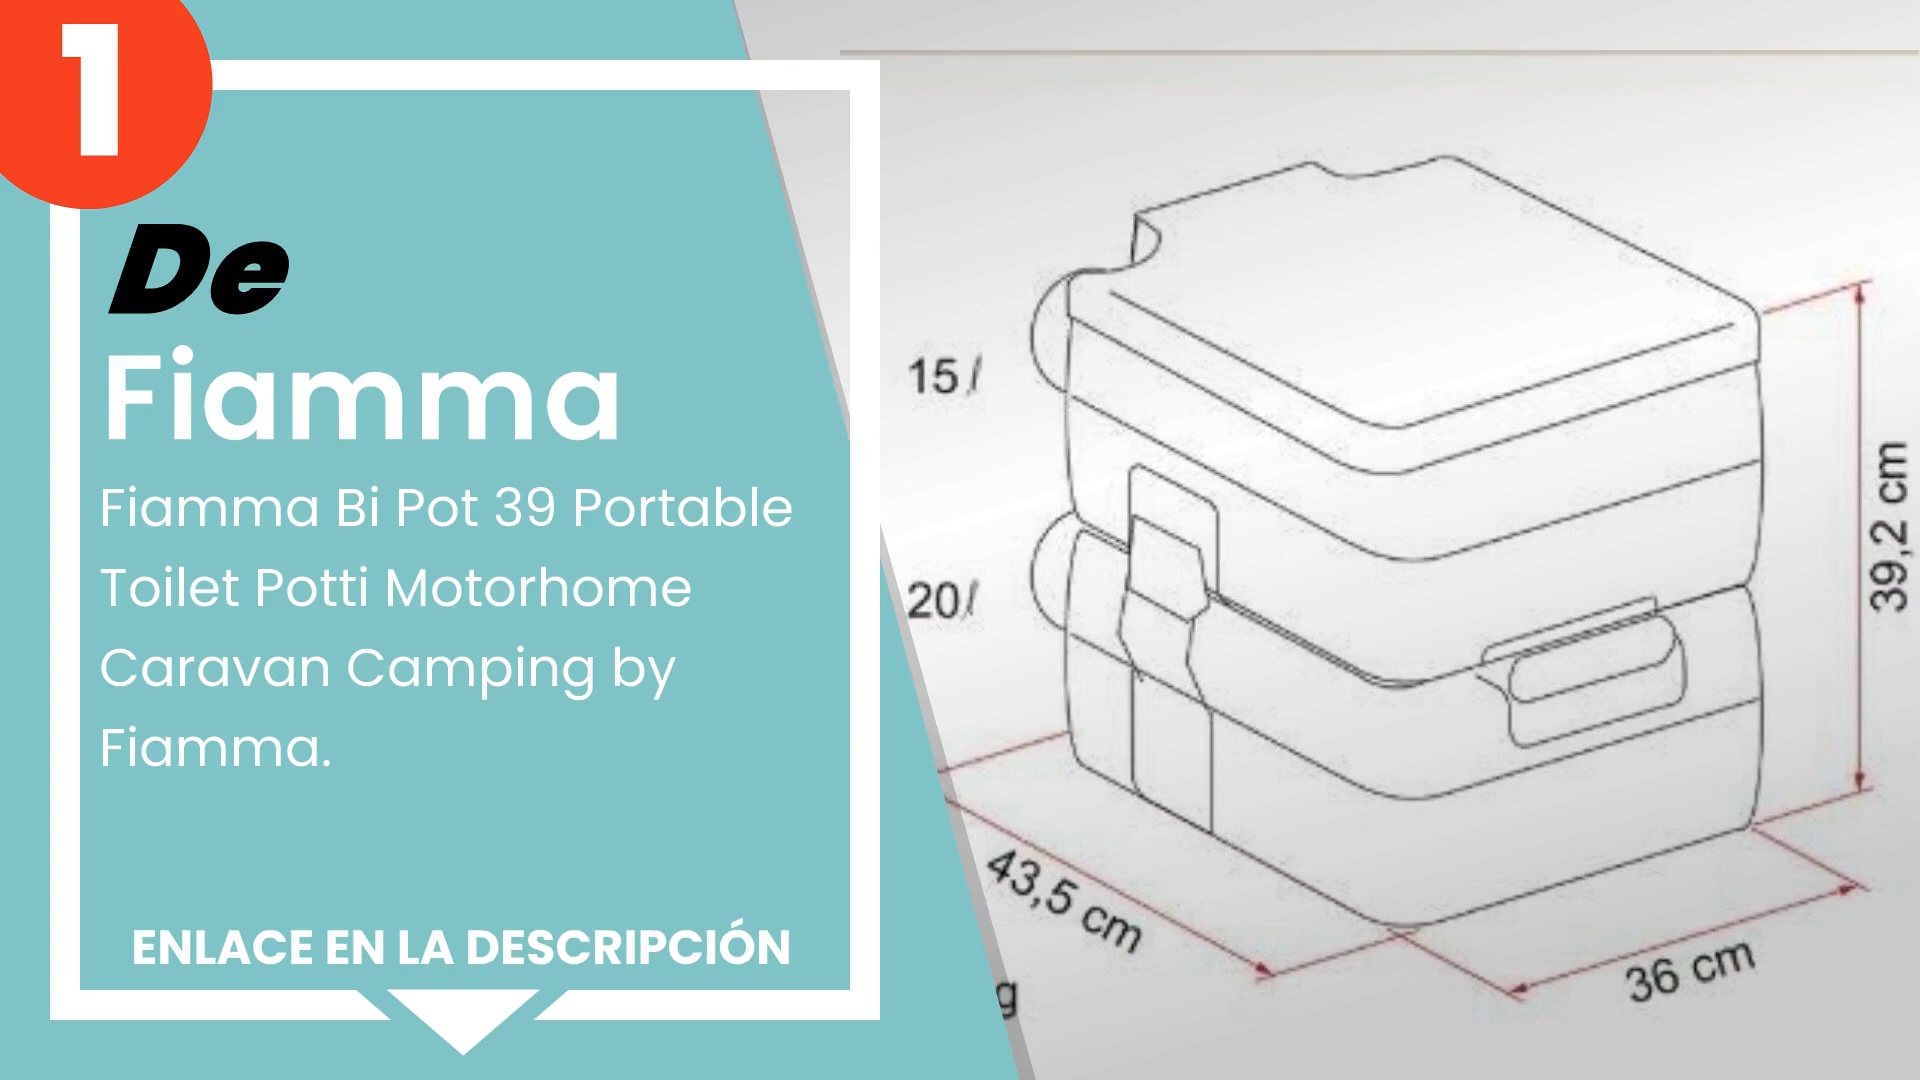 1
De
Fiamma
Fiamma Bi Pot 39 Portable
Toilet Potti Motorhome
Caravan Camping by
Fiamma.
ENLACE EN LA DESCRIPCIÓN
15 l
20 l
39,2 cm
43,5 cm
36 cm
g